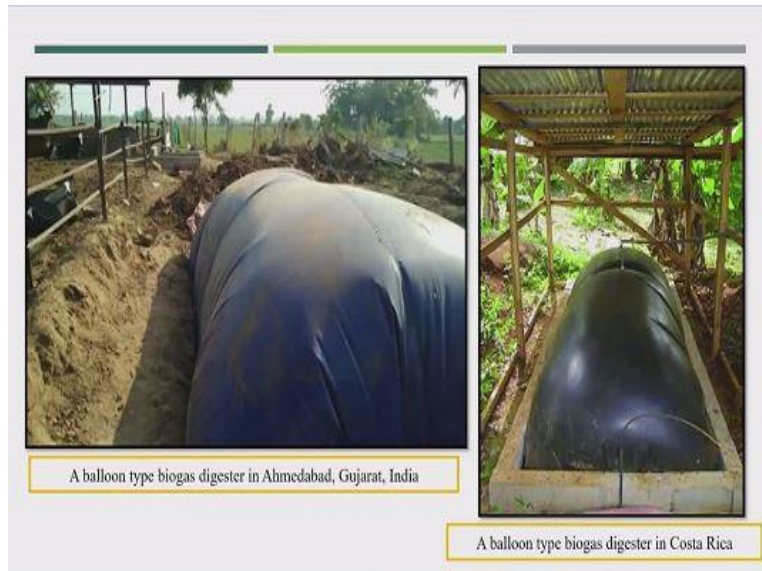 A balloon type biogas digester in Ahmedabad, Gujarat, India
A balloon type biogas digester in Costa Rica